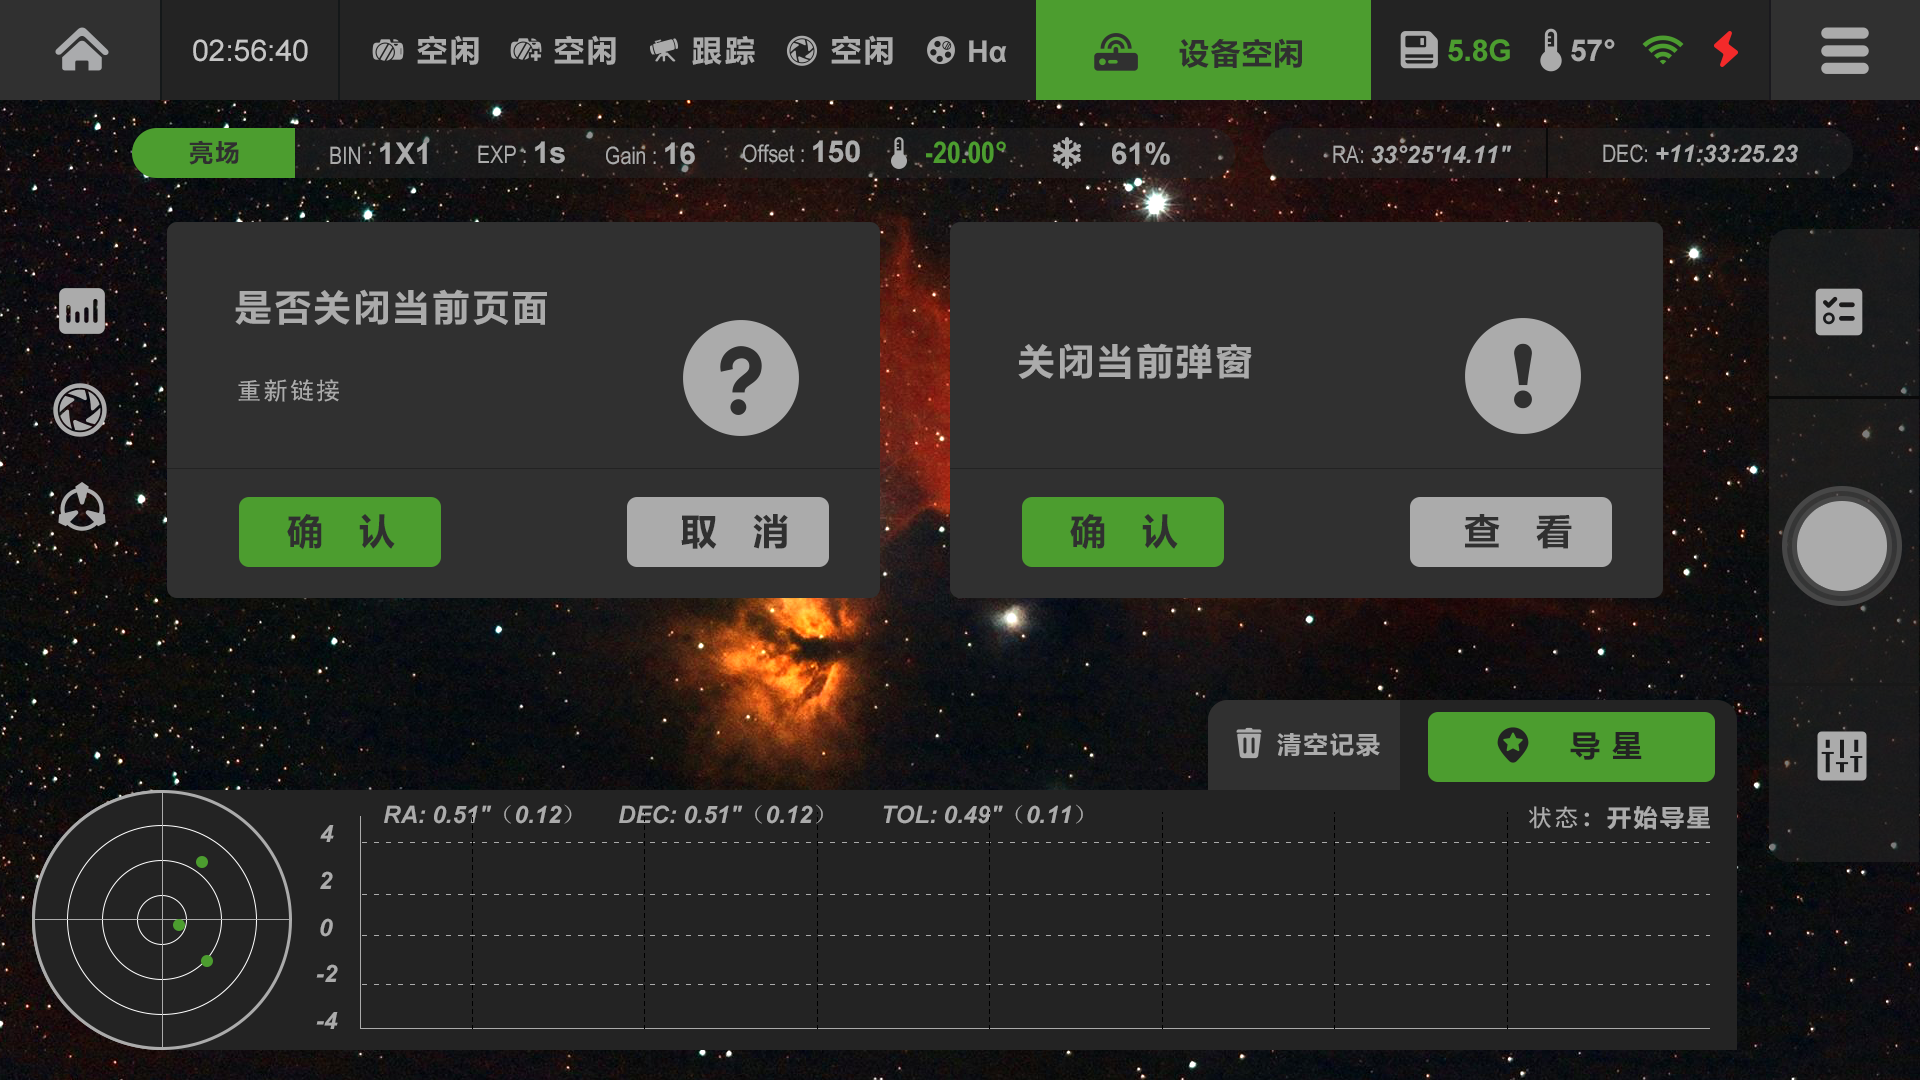 02:56:40 空闲 空闲 跟踪 空闲 Hα 设备空闲 5.8G 57°
亮场 BIN : 1X1 EXP : 1s Gain : 16 Offset : 150 -20.00° 61% RA: 33°25'14.11" DEC: +11:33:25.23
是否关闭当前页面
重新链接
确 认 取 消
关闭当前弹窗
确 认 查 看
清空记录 导 星
RA: 0.51"（0.12） DEC: 0.51"（0.12） TOL: 0.49"（0.11） 状态：开始导星
4
2
0
-2
-4